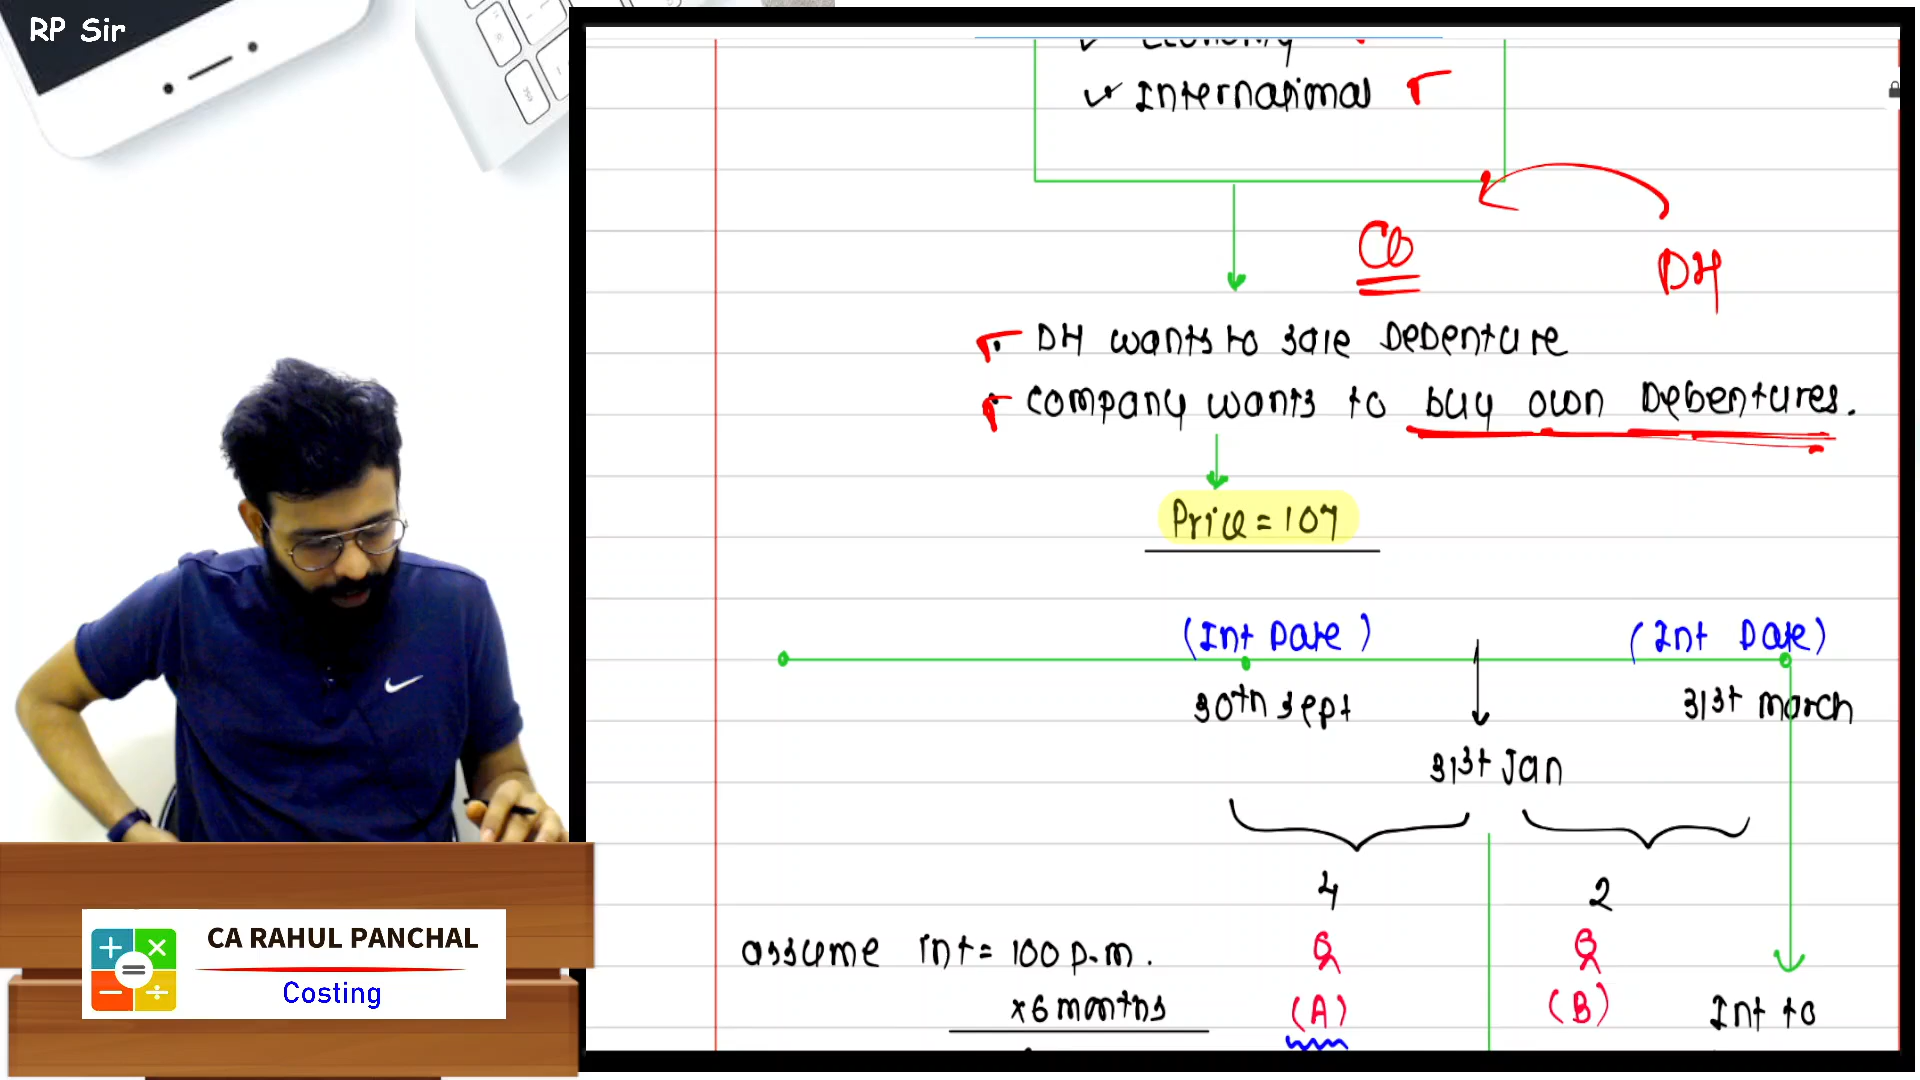 RP Sir
Economy
International
Co
DH
DH wants to sale Debenture
Company wants to buy own Debentures.
Price = 107
(Int Date)
(Int Date)
30th Sept
31st march
31st Jan
4
2
assume int = 100 p.m.
x 6 months
(A)
(B)
Int to
CA RAHUL PANCHAL
Costing